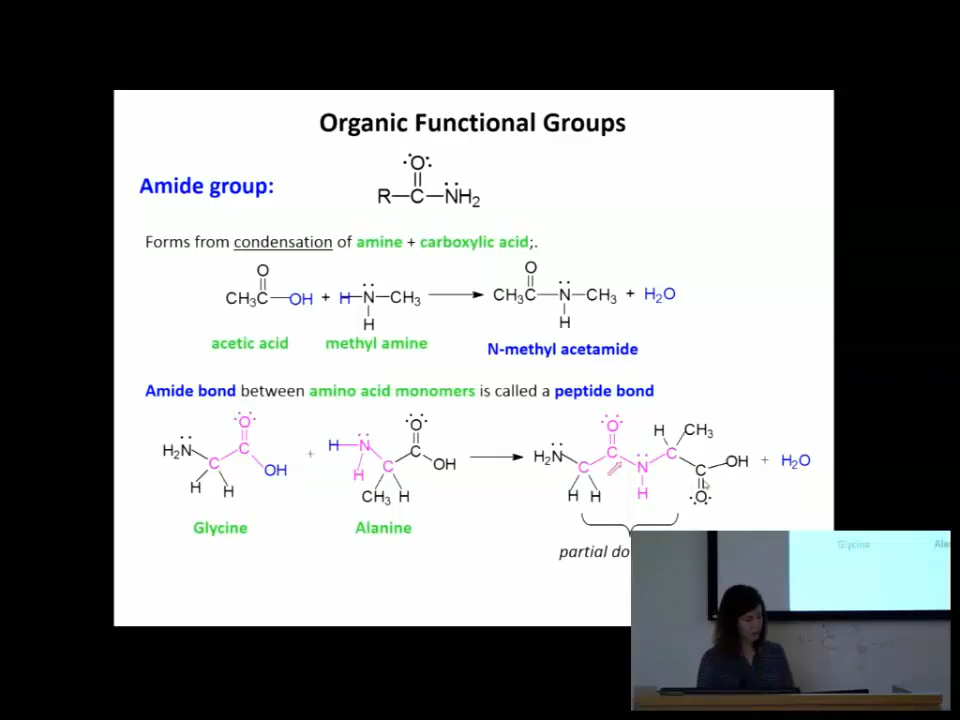 Organic Functional Groups
Amide group:
O
R—C—NH2
Forms from condensation of amine + carboxylic acid;.
O
CH3C—OH + H—N—CH3 → CH3C—N—CH3 + H2O
O
H
H
acetic acid
methyl amine
N-methyl acetamide
Amide bond between amino acid monomers is called a peptide bond
H2N C C O OH H H + H N H C CH3 H C O OH → H2N C H H C O N H C H CH3 C O OH + H2O
Glycine
Alanine
partial do
Glycine